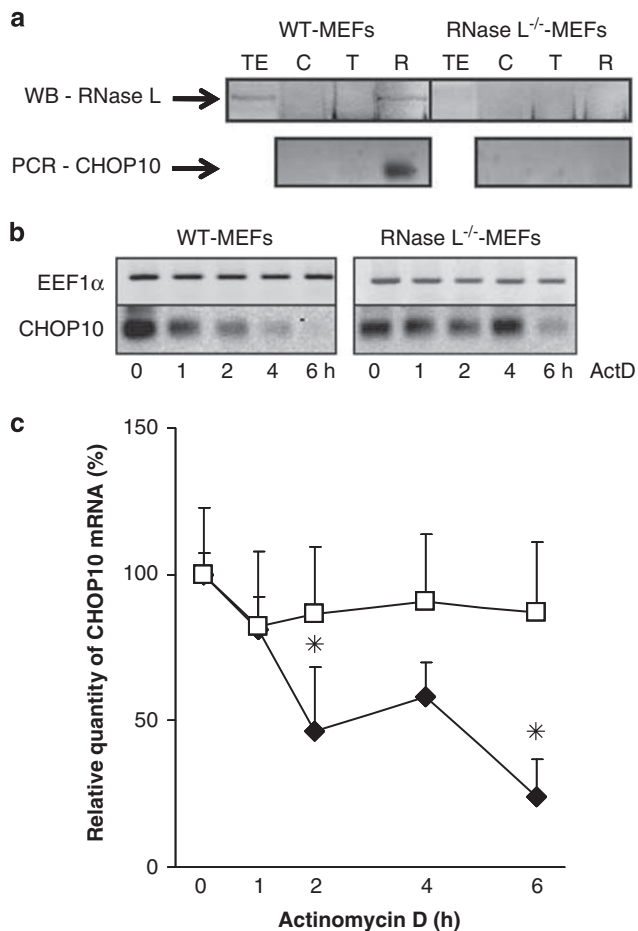 a
WT-MEFs RNase L-/--MEFs
TE C T R TE C T R
WB - RNase L
PCR - CHOP10
b
WT-MEFs RNase L-/--MEFs
EEF1α
CHOP10
0 1 2 4 6 h 0 1 2 4 6 h ActD
c
Relative quantity of CHOP10 mRNA (%)
150
100
50
0
* *
0 1 2 4 6
Actinomycin D (h)